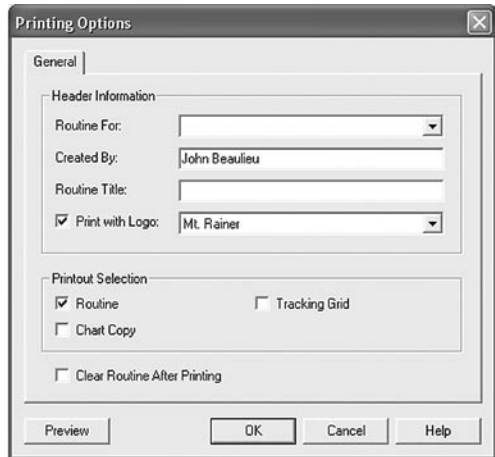 Printing Options
General
Header Information
Routine For:
Created By: John Beaulieu
Routine Title:
Print with Logo: Mt. Rainer
Printout Selection
Routine Tracking Grid
Chart Copy
Clear Routine After Printing
Preview OK Cancel Help